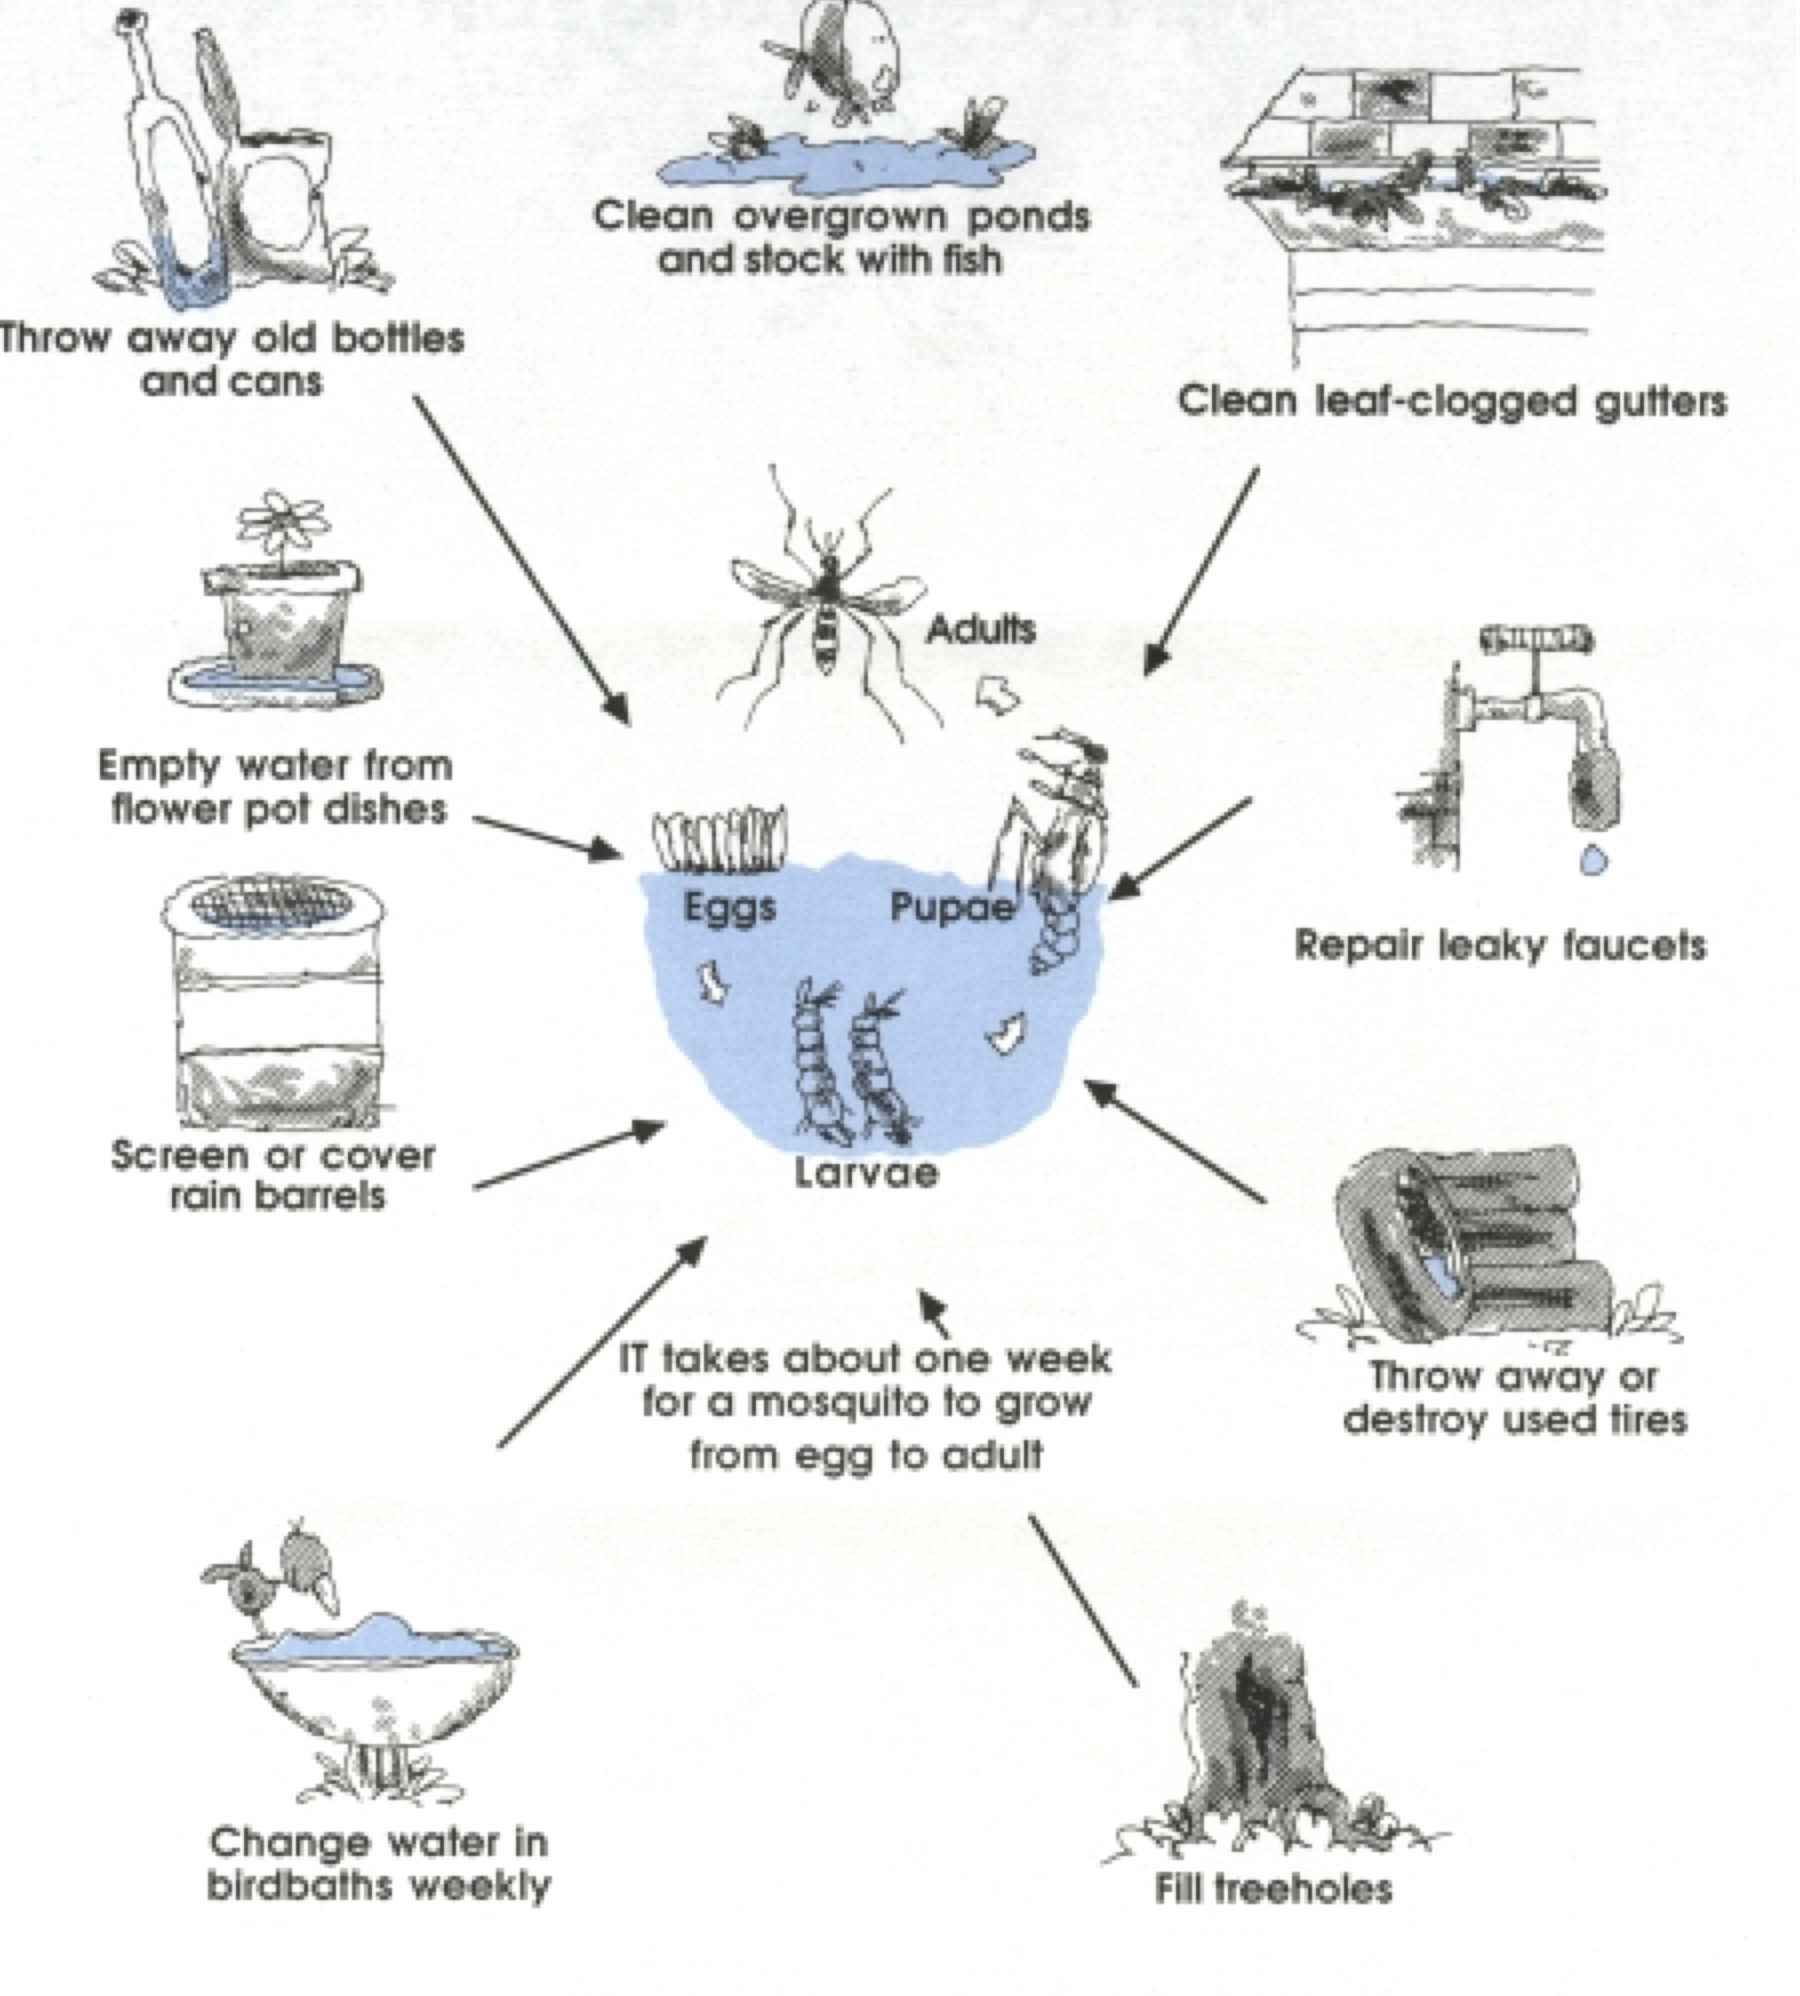 Clean overgrown ponds
and stock with fish
Throw away old bottles
and cans
Clean leaf-clogged gutters
Adults
Empty water from
flower pot dishes
Eggs
Pupae
Repair leaky faucets
Screen or cover
rain barrels
Larvae
IT takes about one week
for a mosquito to grow
from egg to adult
Throw away or
destroy used tires
Change water in
birdbaths weekly
Fill treeholes